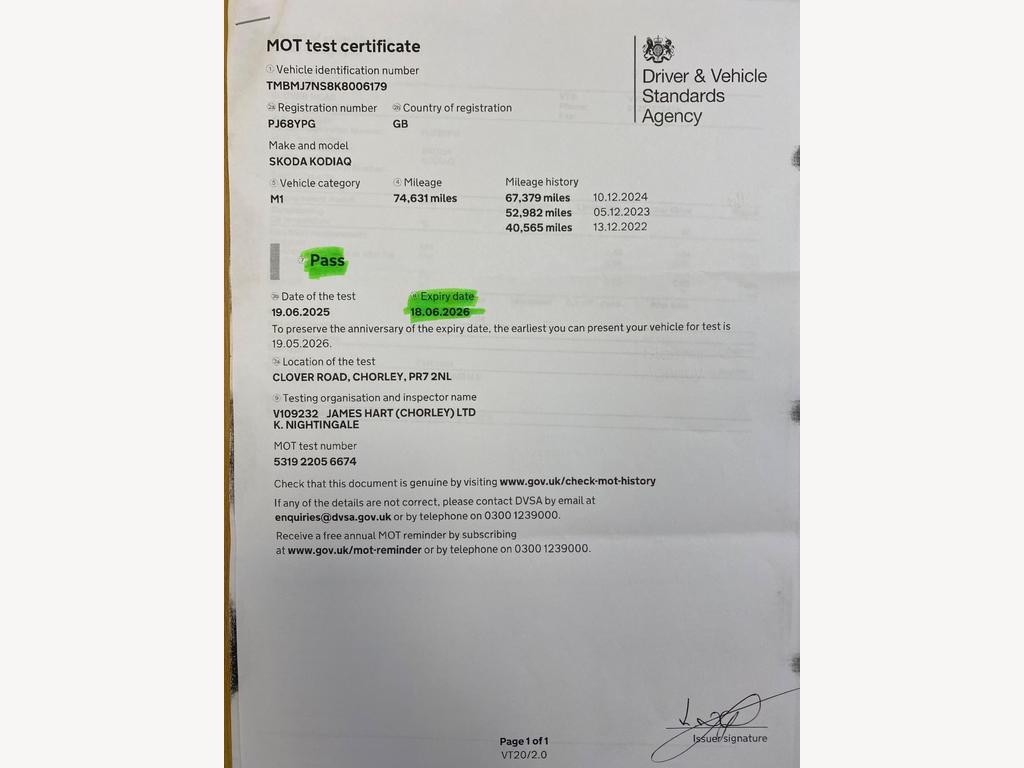 MOT test certificate
Driver & Vehicle
Standards
Agency
1 Vehicle identification number
TMBMJ7NS8K8006179
2a Registration number 2b Country of registration
PJ68YPG GB
Make and model
SKODA KODIAQ
5 Vehicle category 4 Mileage Mileage history
M1 74,631 miles 67,379 miles 10.12.2024
52,982 miles 05.12.2023
40,565 miles 13.12.2022
7 Pass
Date of the test Expiry date
19.06.2025 18.06.2026
To preserve the anniversary of the expiry date, the earliest you can present your vehicle for test is
19.05.2026.
Location of the test
CLOVER ROAD, CHORLEY, PR7 2NL
9 Testing organisation and inspector name
V109232 JAMES HART (CHORLEY) LTD
K. NIGHTINGALE
MOT test number
5319 2205 6674
Check that this document is genuine by visiting www.gov.uk/check-mot-history
If any of the details are not correct, please contact DVSA by email at
enquiries@dvsa.gov.uk or by telephone on 0300 1239000.
Receive a free annual MOT reminder by subscribing
at www.gov.uk/mot-reminder or by telephone on 0300 1239000.
Issuer signature
Page 1 of 1
VT20/2.0